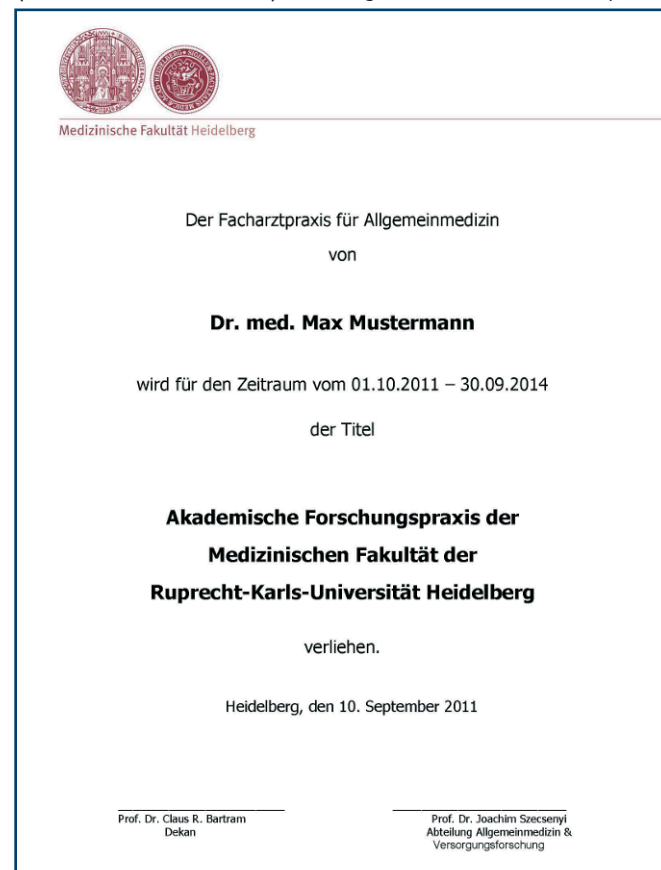 Medizinische Fakultät Heidelberg
Der Facharztpraxis für Allgemeinmedizin
von
Dr. med. Max Mustermann
wird für den Zeitraum vom 01.10.2011 – 30.09.2014
der Titel
Akademische Forschungspraxis der
Medizinischen Fakultät der
Ruprecht-Karls-Universität Heidelberg
verliehen.
Heidelberg, den 10. September 2011
Prof. Dr. Claus R. Bartram
Dekan
Prof. Dr. Joachim Szecsenyi
Abteilung Allgemeinmedizin &
Versorgungsforschung